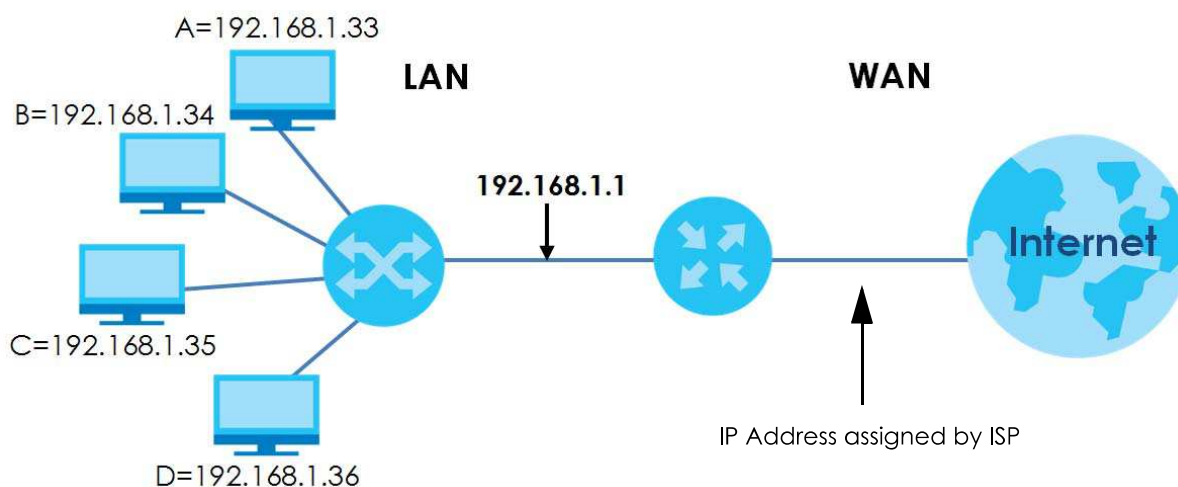 A=192.168.1.33
LAN
WAN
B=192.168.1.34
192.168.1.1
Internet
C=192.168.1.35
IP Address assigned by ISP
D=192.168.1.36